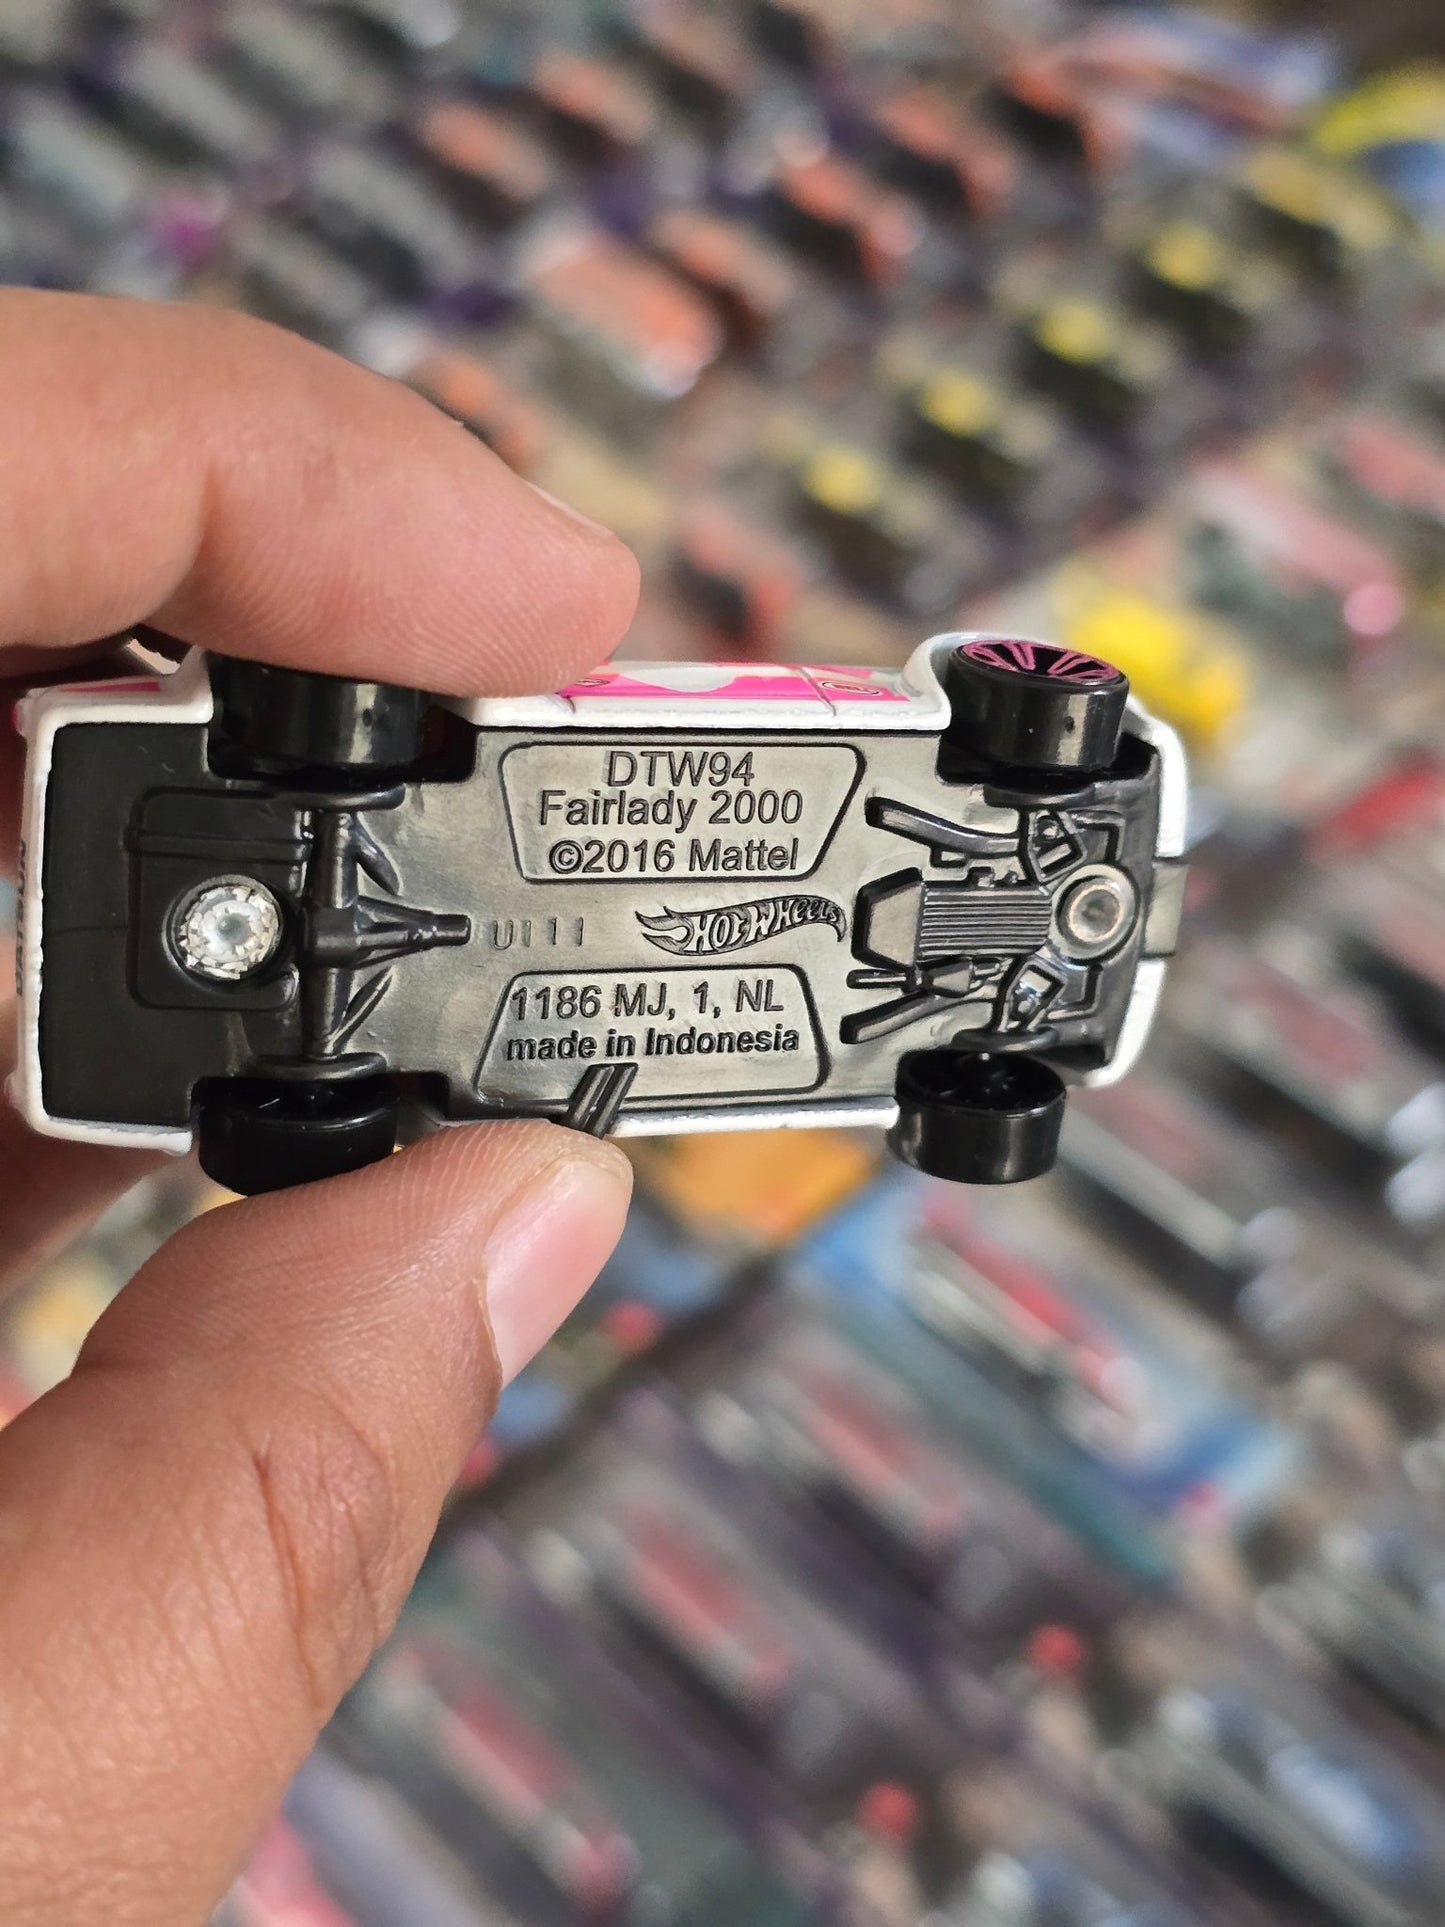 DTW94
Fairlady 2000
©2016 Mattel
U111
HOT WHEELS
1186 MJ, 1, NL
made in Indonesia